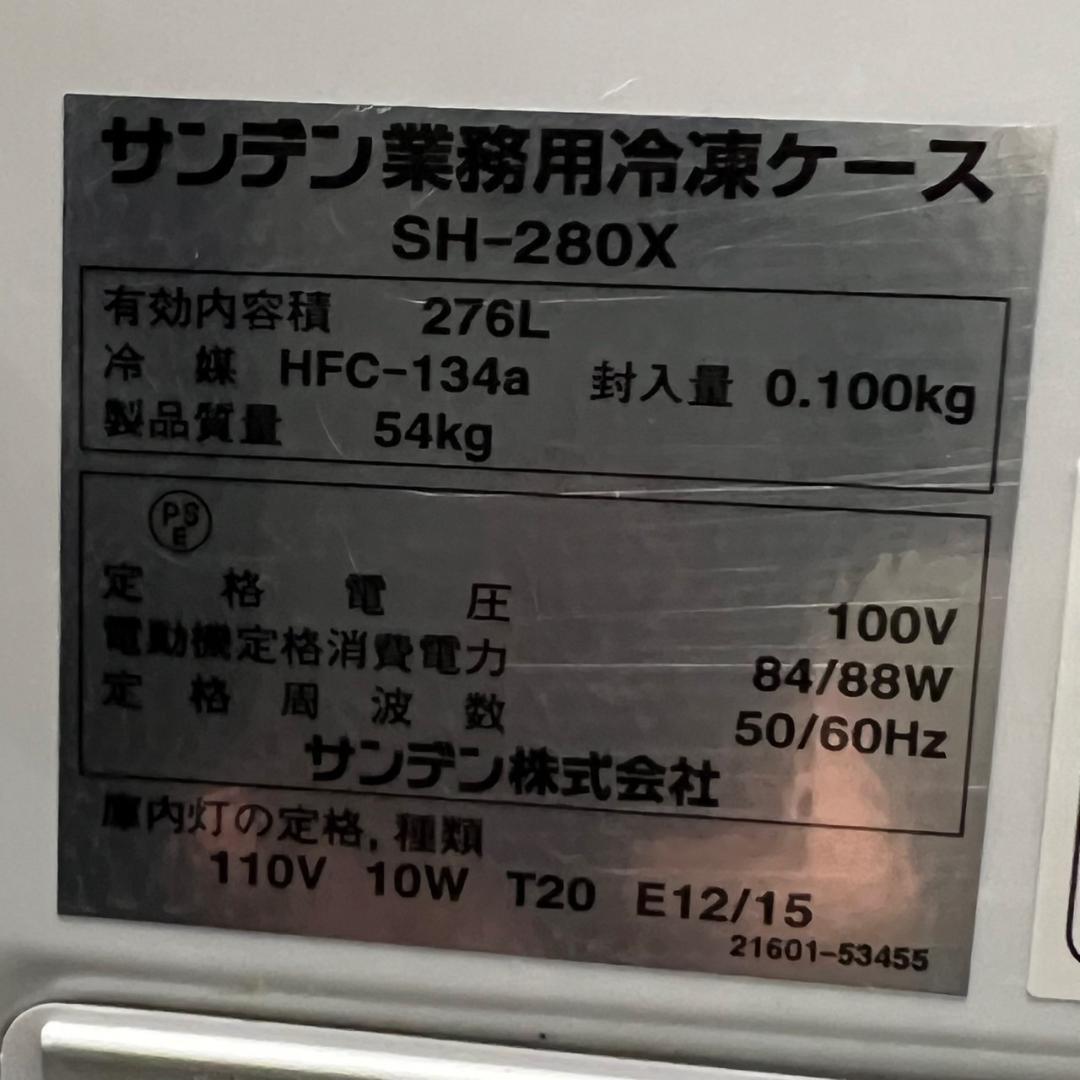 サンデン業務用冷凍ケース
SH-280X
有効内容積 276L
冷媒 HFC-134a 封入量 0.100kg
製品質量 54kg
PSE
定格電圧 100V
電動機定格消費電力 84/88W
定格周波数 50/60Hz
サンデン株式会社
庫内灯の定格,種類
110V 10W T20 E12/15
21601-53455